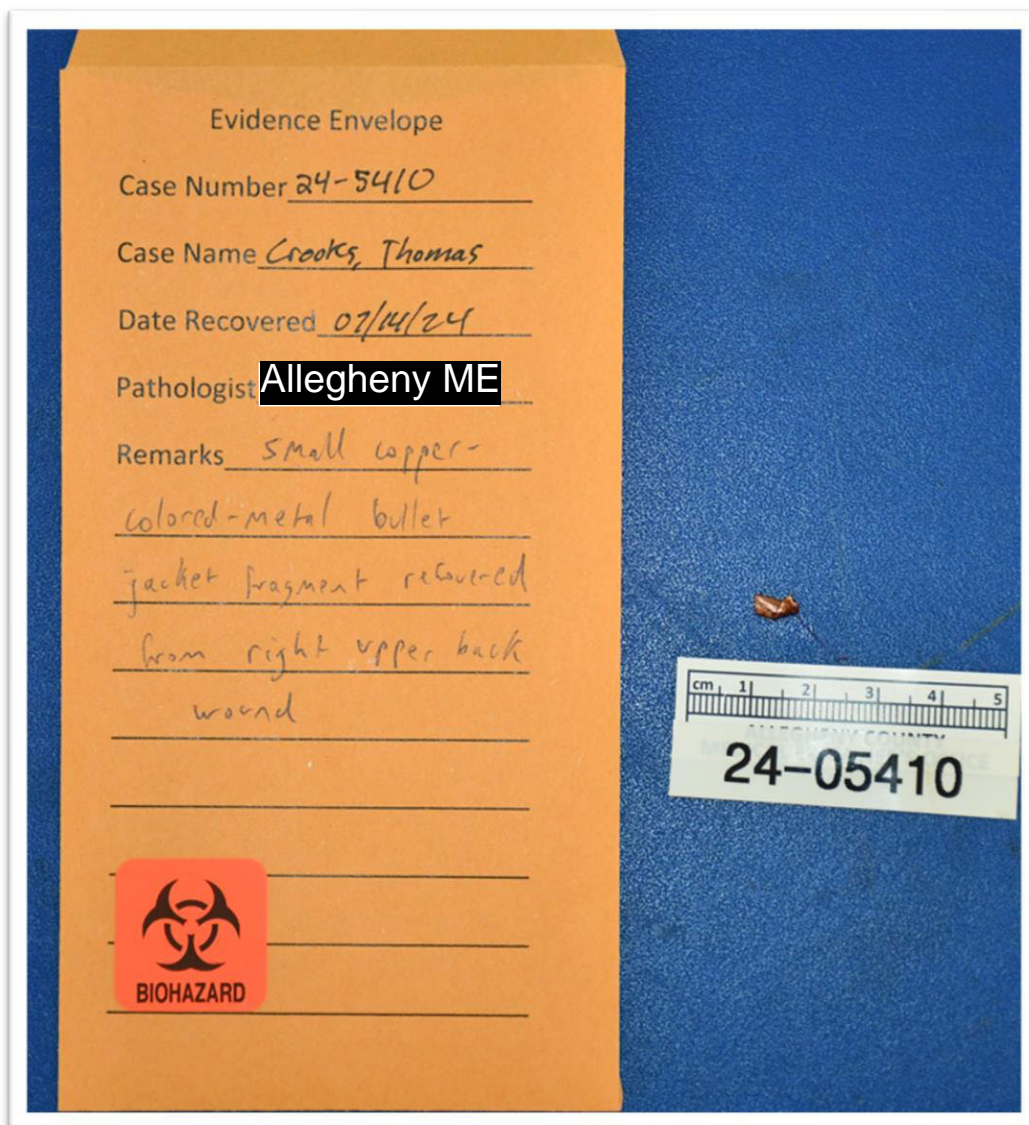 Evidence Envelope
Case Number 24-5410
Case Name Crooks, Thomas
Date Recovered 07/14/24
Pathologist Allegheny ME
Remarks small copper-
colored-metal bullet
jacket fragment recovered
from right upper back
wound
BIOHAZARD
cm 1 2 3 4 5
ALLEGHENY COUNTY
24-05410